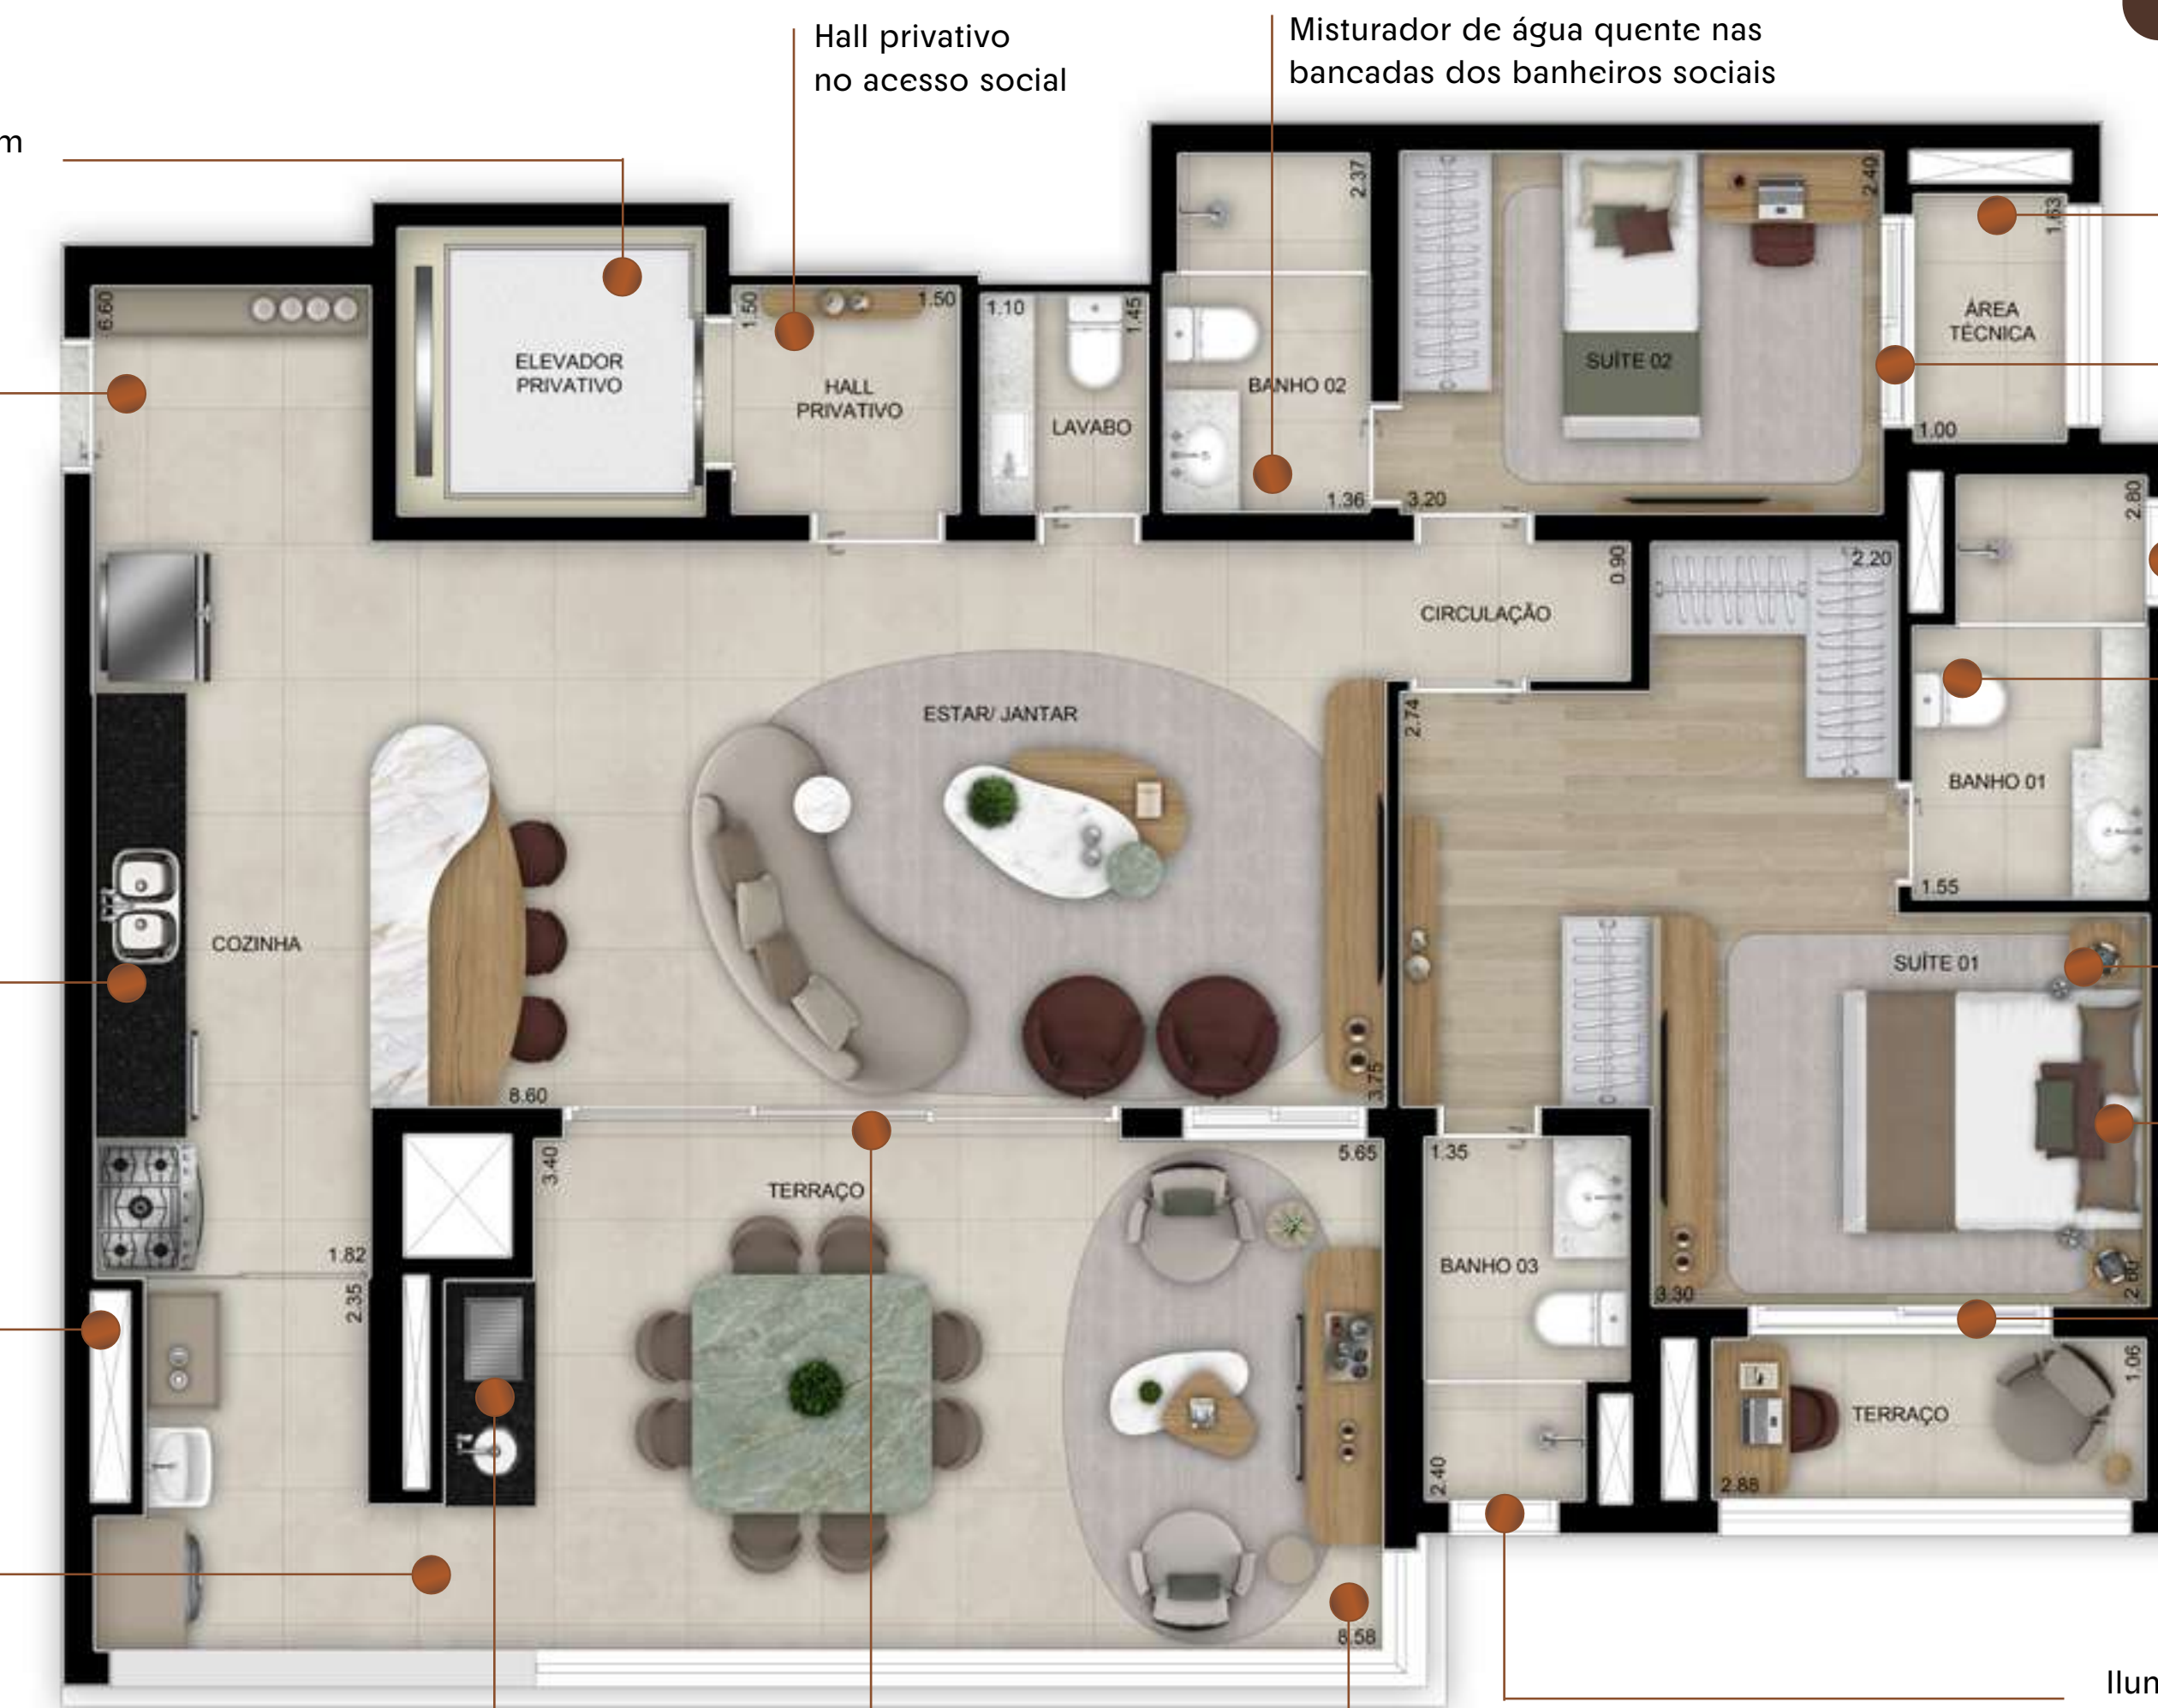 Hall privativo
no acesso social
Misturador de água quente nas
bancadas dos banheiros sociais
m
6.60
ELEVADOR
PRIVATIVO
1.50
1.50
HALL
PRIVATIVO
1.10
1.45
LAVABO
2.37
BANHO 02
1.36
2.40
SUÍTE 02
3.20
1.63
ÁREA
TÉCNICA
1.00
2.80
0.90
CIRCULAÇÃO
2.20
2.74
ESTAR/ JANTAR
BANHO 01
1.55
COZINHA
SUÍTE 01
8.60
3.75
3.40
5.65
TERRAÇO
1.35
1.82
2.35
BANHO 03
3.30
2.60
1.06
TERRAÇO
2.40
2.88
8.58
Ilun